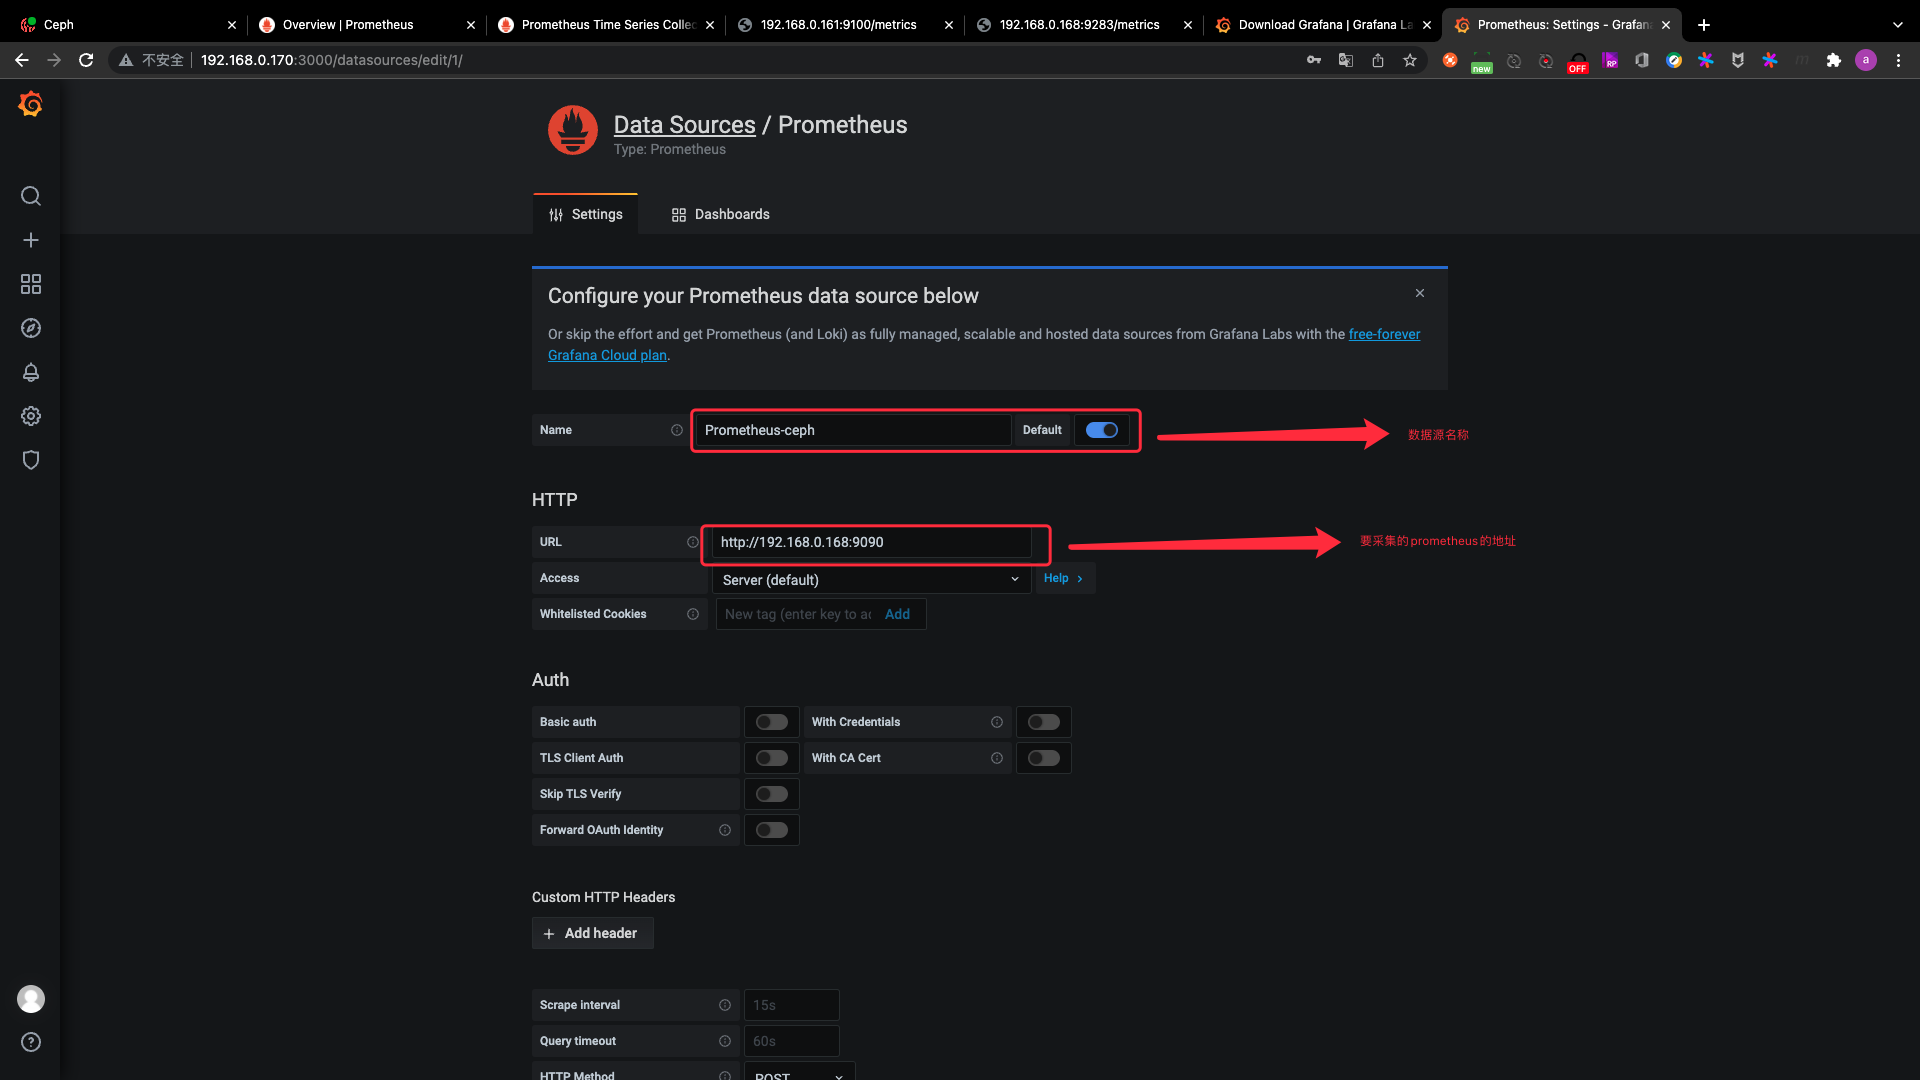 Ceph
Overview | Prometheus
Prometheus Time Series Collec
192.168.0.161:9100/metrics
192.168.0.168:9283/metrics
Download Grafana | Grafana La
Prometheus: Settings - Grafana
不安全
192.168.0.170:3000/datasources/edit/1/
new
OFF
RP
a
Data Sources / Prometheus
Type: Prometheus
Settings
Dashboards
Configure your Prometheus data source below
Or skip the effort and get Prometheus (and Loki) as fully managed, scalable and hosted data sources from Grafana Labs with the free-forever
Grafana Cloud plan.
Name
Prometheus-ceph
Default
数据源名称
HTTP
URL
http://192.168.0.168:9090
要采集的prometheus的地址
Access
Server (default)
Help
Whitelisted Cookies
New tag (enter key to ac
Add
Auth
Basic auth
With Credentials
TLS Client Auth
With CA Cert
Skip TLS Verify
Forward OAuth Identity
Custom HTTP Headers
Add header
Scrape interval
15s
Query timeout
60s
HTTP Method
POST